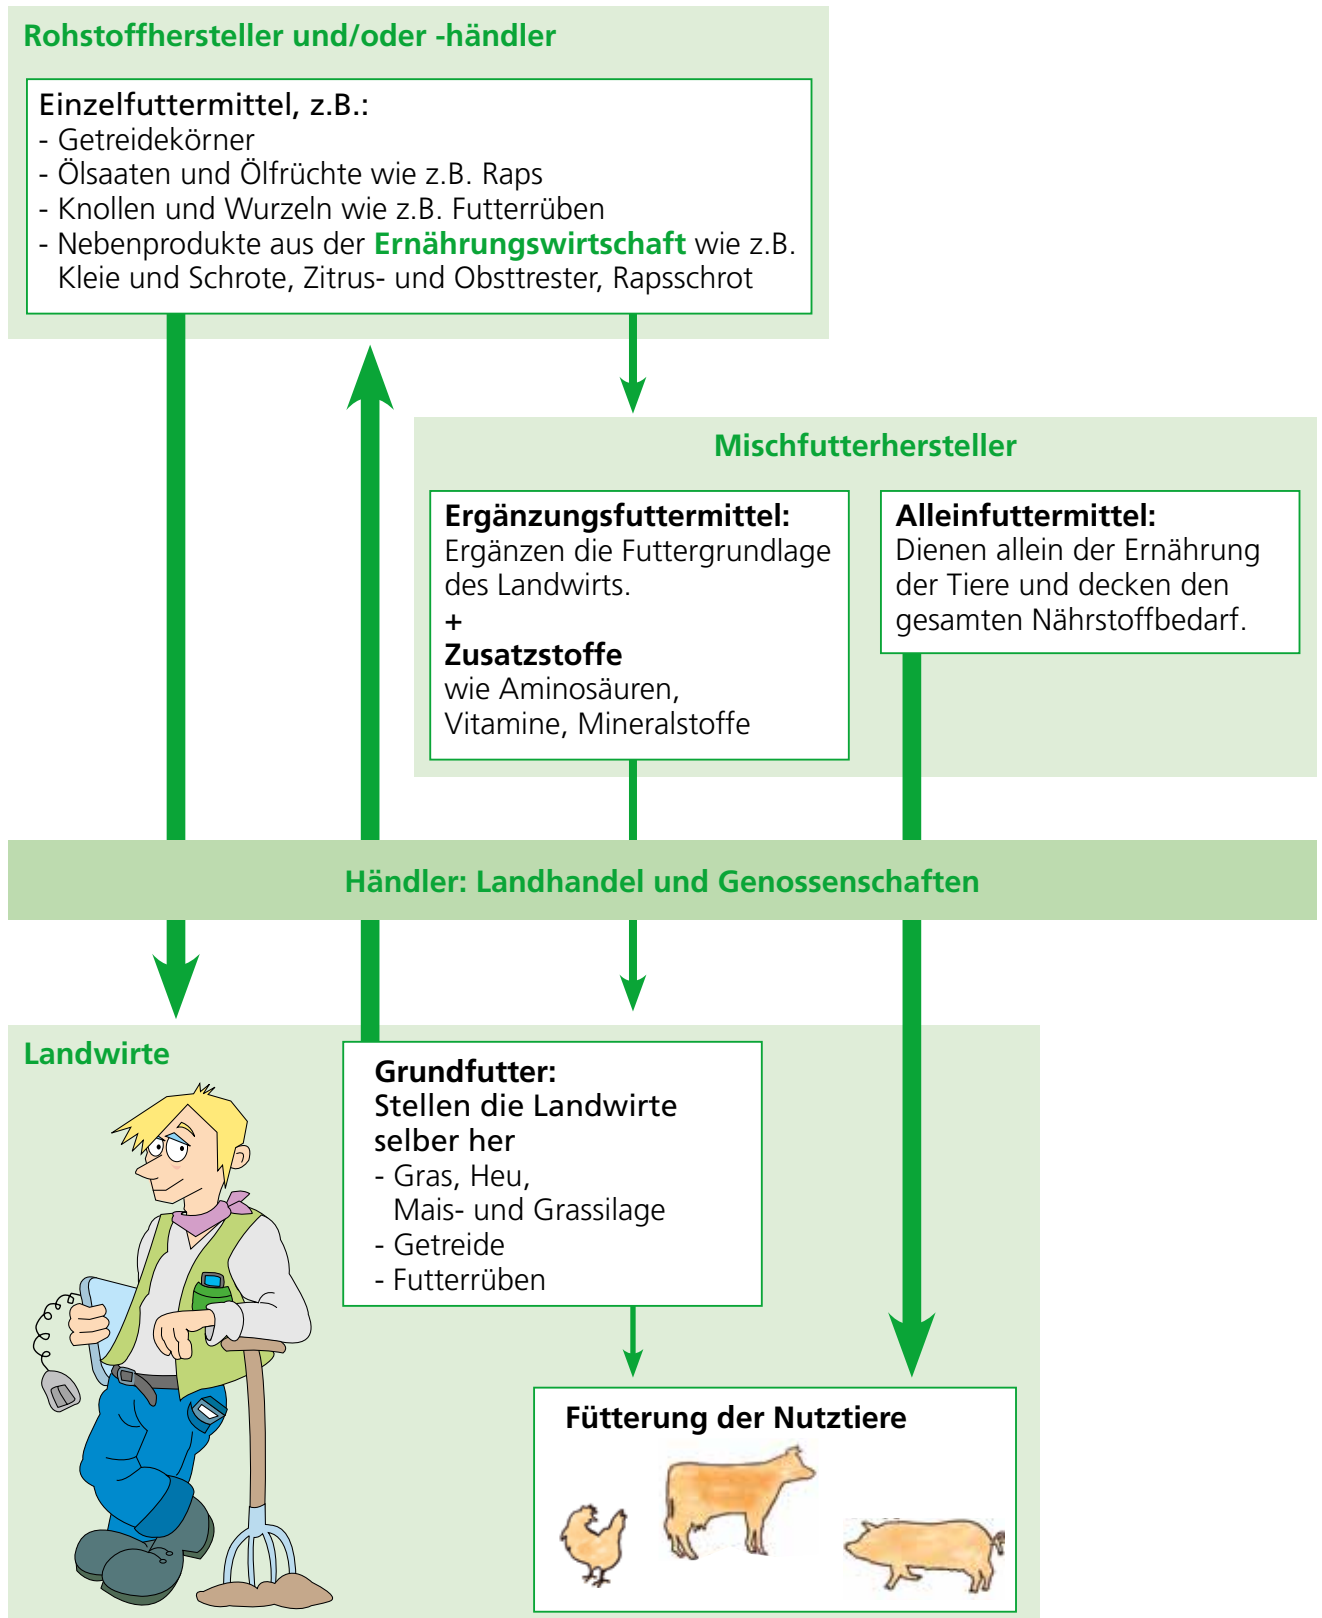 Rohstoffhersteller und/oder -händler
Einzelfuttermittel, z.B.:
- Getreidekörner
- Ölsaaten und Ölfrüchte wie z.B. Raps
- Knollen und Wurzeln wie z.B. Futterrüben
- Nebenprodukte aus der Ernährungswirtschaft wie z.B.
Kleie und Schrote, Zitrus- und Obsttrester, Rapsschrot
Mischfutterhersteller
Ergänzungsfuttermittel:
Ergänzen die Futtergrundlage
des Landwirts.
+
Zusatzstoffe
wie Aminosäuren,
Vitamine, Mineralstoffe
Alleinfuttermittel:
Dienen allein der Ernährung
der Tiere und decken den
gesamten Nährstoffbedarf.
Händler: Landhandel und Genossenschaften
Landwirte
Grundfutter:
Stellen die Landwirte
selber her
- Gras, Heu,
Mais- und Grassilage
- Getreide
- Futterrüben
Fütterung der Nutztiere